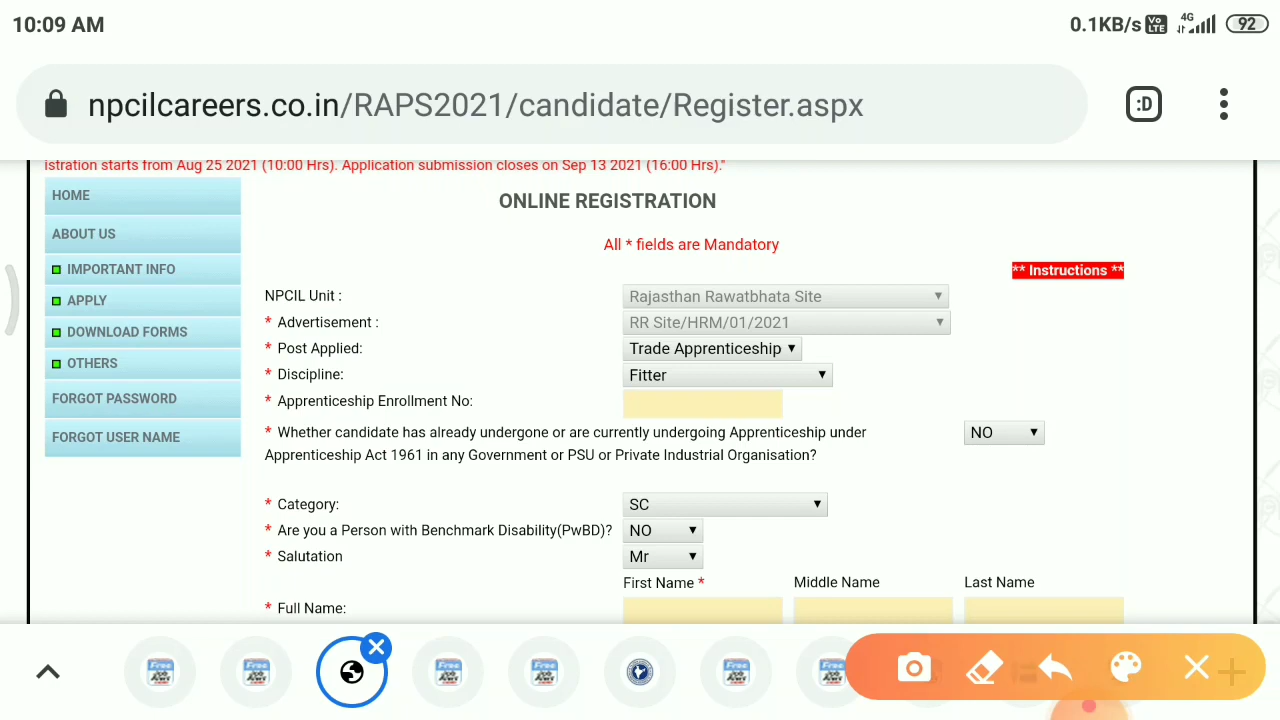 10:09 AM 0.1KB/s Vo LTE 4G 92
npcilcareers.co.in/RAPS2021/candidate/Register.aspx :D
istration starts from Aug 25 2021 (10:00 Hrs). Application submission closes on Sep 13 2021 (16:00 Hrs)."
HOME
ABOUT US
IMPORTANT INFO
APPLY
DOWNLOAD FORMS
OTHERS
FORGOT PASSWORD
FORGOT USER NAME
ONLINE REGISTRATION
All * fields are Mandatory
** Instructions **
NPCIL Unit : Rajasthan Rawatbhata Site
* Advertisement : RR Site/HRM/01/2021
* Post Applied: Trade Apprenticeship
* Discipline: Fitter
* Apprenticeship Enrollment No:
* Whether candidate has already undergone or are currently undergoing Apprenticeship under NO
Apprenticeship Act 1961 in any Government or PSU or Private Industrial Organisation?
* Category: SC
* Are you a Person with Benchmark Disability(PwBD)? NO
* Salutation Mr
First Name * Middle Name Last Name
* Full Name: